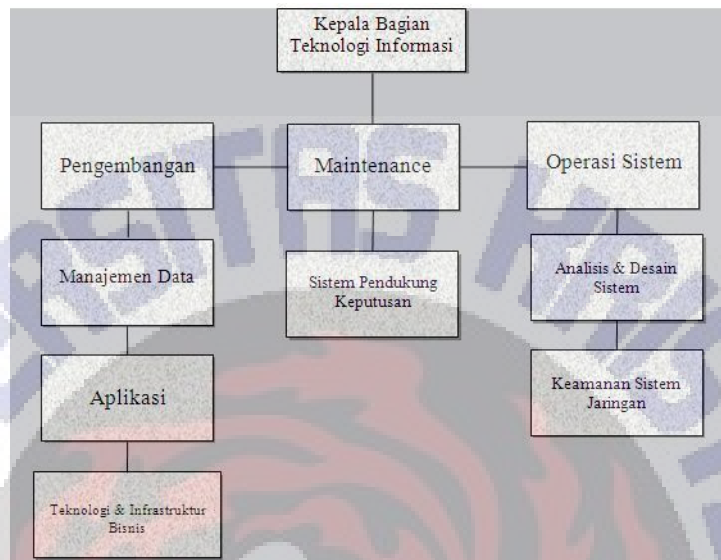 Kepala Bagian
Teknologi Informasi
Pengembangan
Maintenance
Operasi Sistem
Manajemen Data
Sistem Pendukung
Keputusan
Analisis & Desain
Sistem
Aplikasi
Keamanan Sistem
Jaringan
Teknologi & Infrastruktur
Bisnis